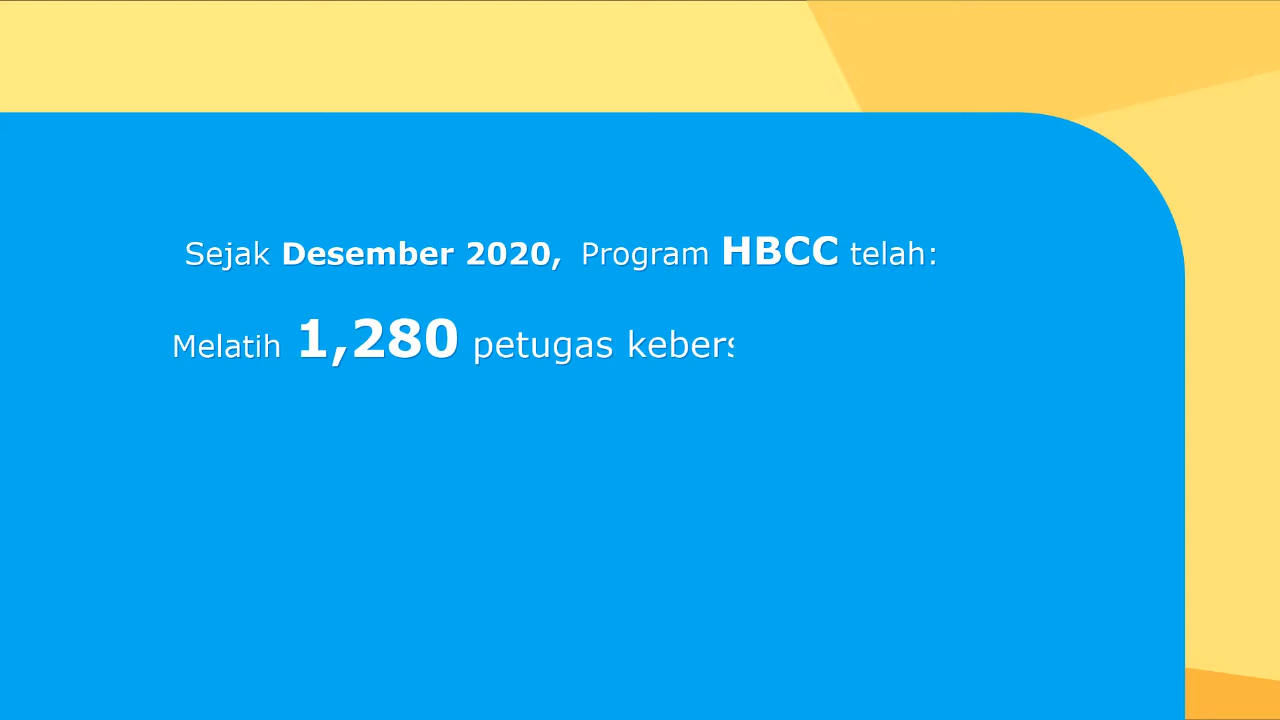 Sejak Desember 2020, Program HBCC telah:
Melatih 1,280 petugas